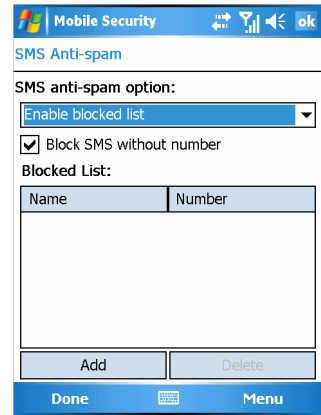 Mobile Security ok
SMS Anti-spam
SMS anti-spam option:
Enable blocked list
Block SMS without number
Blocked List:
Name Number
Add Delete
Done Menu